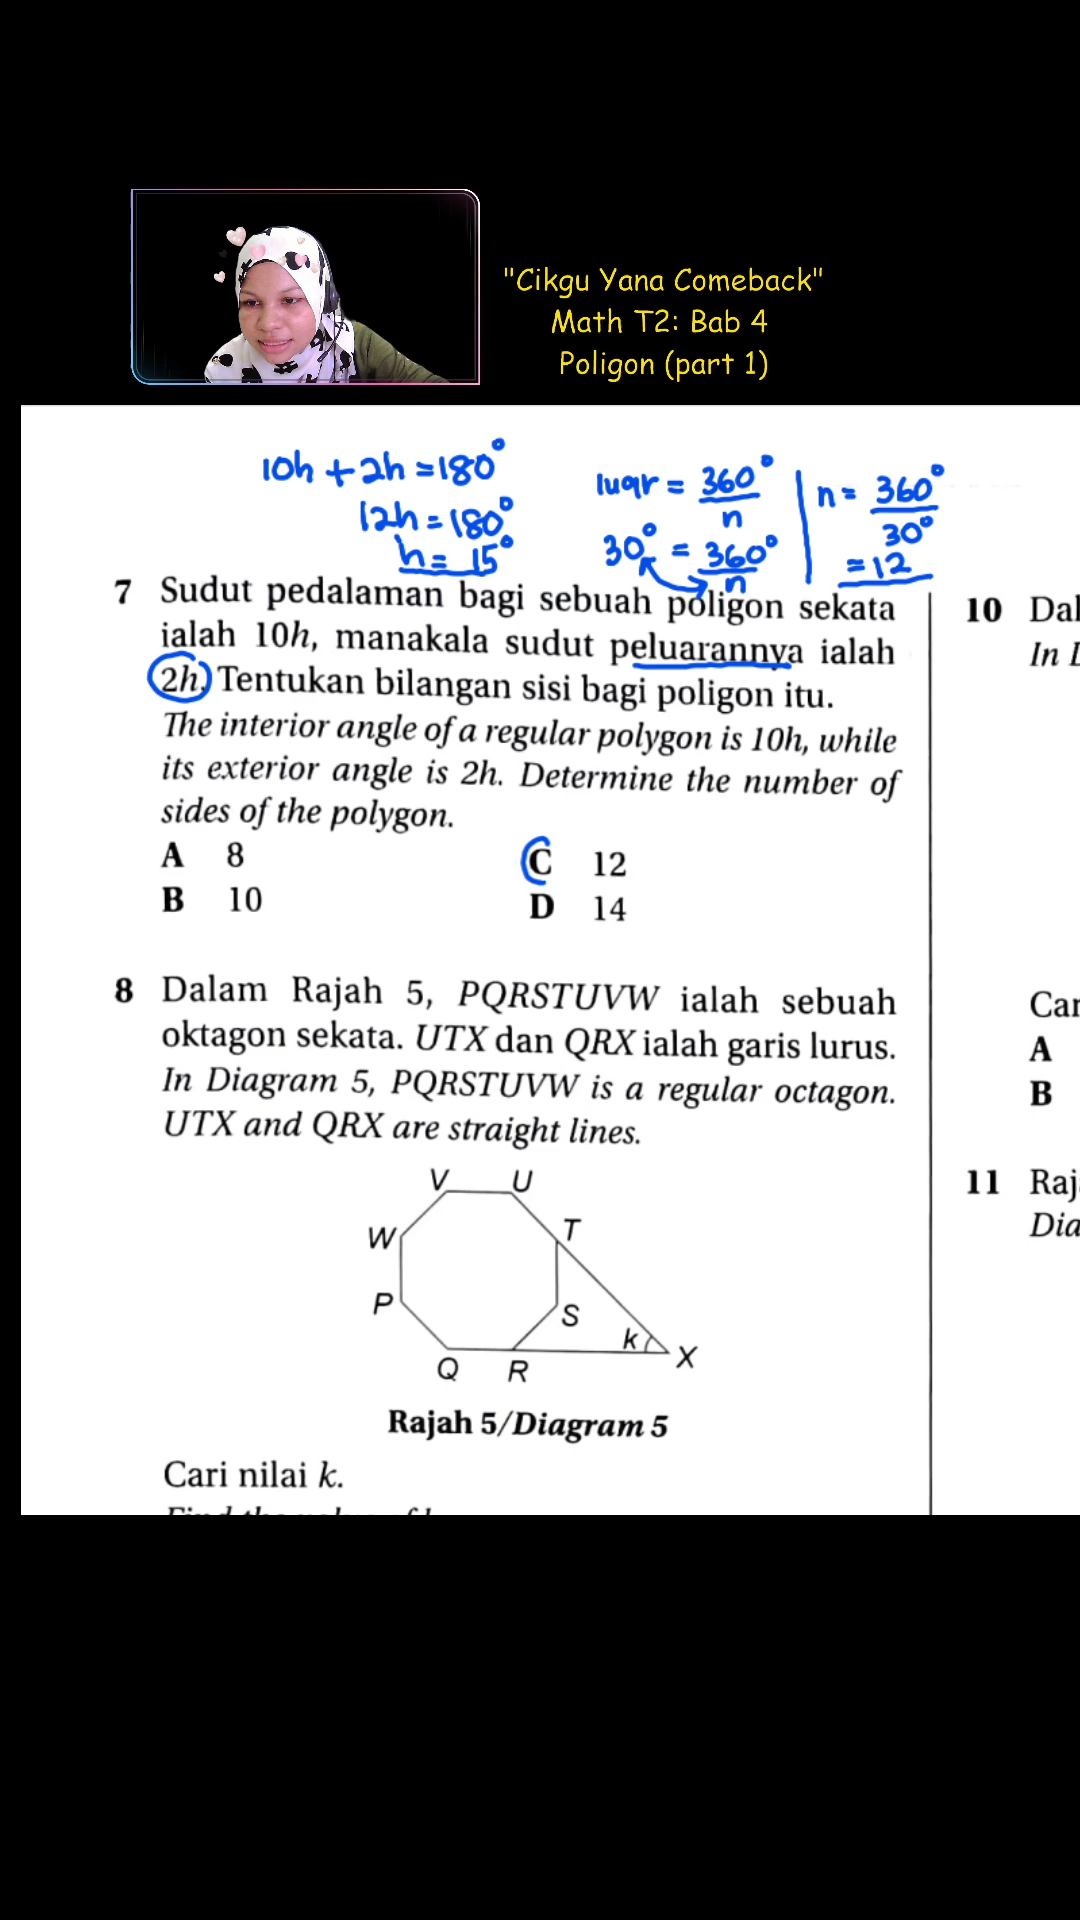 "Cikgu Yana Comeback"
Math T2: Bab 4
Poligon (part 1)
10h + 2h = 180°
12h = 180°
h = 15°
luar = 360°
n
30° = 360°
n
n = 360°
30°
= 12
7 Sudut pedalaman bagi sebuah poligon sekata
ialah 10h, manakala sudut peluarannya ialah
2h. Tentukan bilangan sisi bagi poligon itu.
The interior angle of a regular polygon is 10h, while
its exterior angle is 2h. Determine the number of
sides of the polygon.
A 8 C 12
B 10 D 14
8 Dalam Rajah 5, PQRSTUVW ialah sebuah
oktagon sekata. UTX dan QRX ialah garis lurus.
In Diagram 5, PQRSTUVW is a regular octagon.
UTX and QRX are straight lines.
V U
W T
P S
k X
Q R
Rajah 5/Diagram 5
Cari nilai k.
10
In
A
B
11